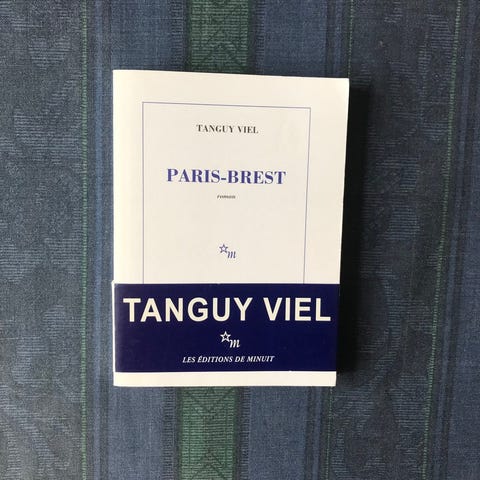 TANGUY VIEL
PARIS-BREST
roman
m
TANGUY VIEL
m
LES ÉDITIONS DE MINUIT